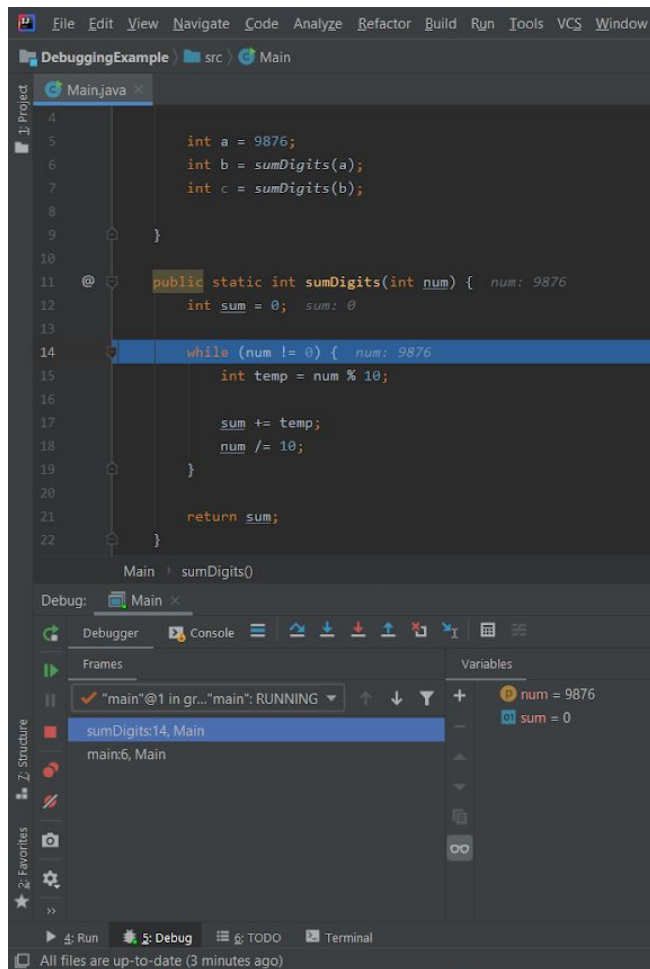 File Edit View Navigate Code Analyze Refactor Build Run Tools VCS Window
DebuggingExample src Main
1: Project
Main.java
4
5 int a = 9876;
6 int b = sumDigits(a);
7 int c = sumDigits(b);
8
9 }
10
11 @ public static int sumDigits(int num) { num: 9876
12 int sum = 0; sum: 0
13
14 while (num != 0) { num: 9876
15 int temp = num % 10;
16
17 sum += temp;
18 num /= 10;
19 }
20
21 return sum;
22 }
Main sumDigits()
Debug: Main
Debugger Console
Frames Variables
"main"@1 in gr..."main": RUNNING
num = 9876
sum = 0
sumDigits:14, Main
main:6, Main
7: Structure
2: Favorites
4: Run 5: Debug 6: TODO Terminal
All files are up-to-date (3 minutes ago)